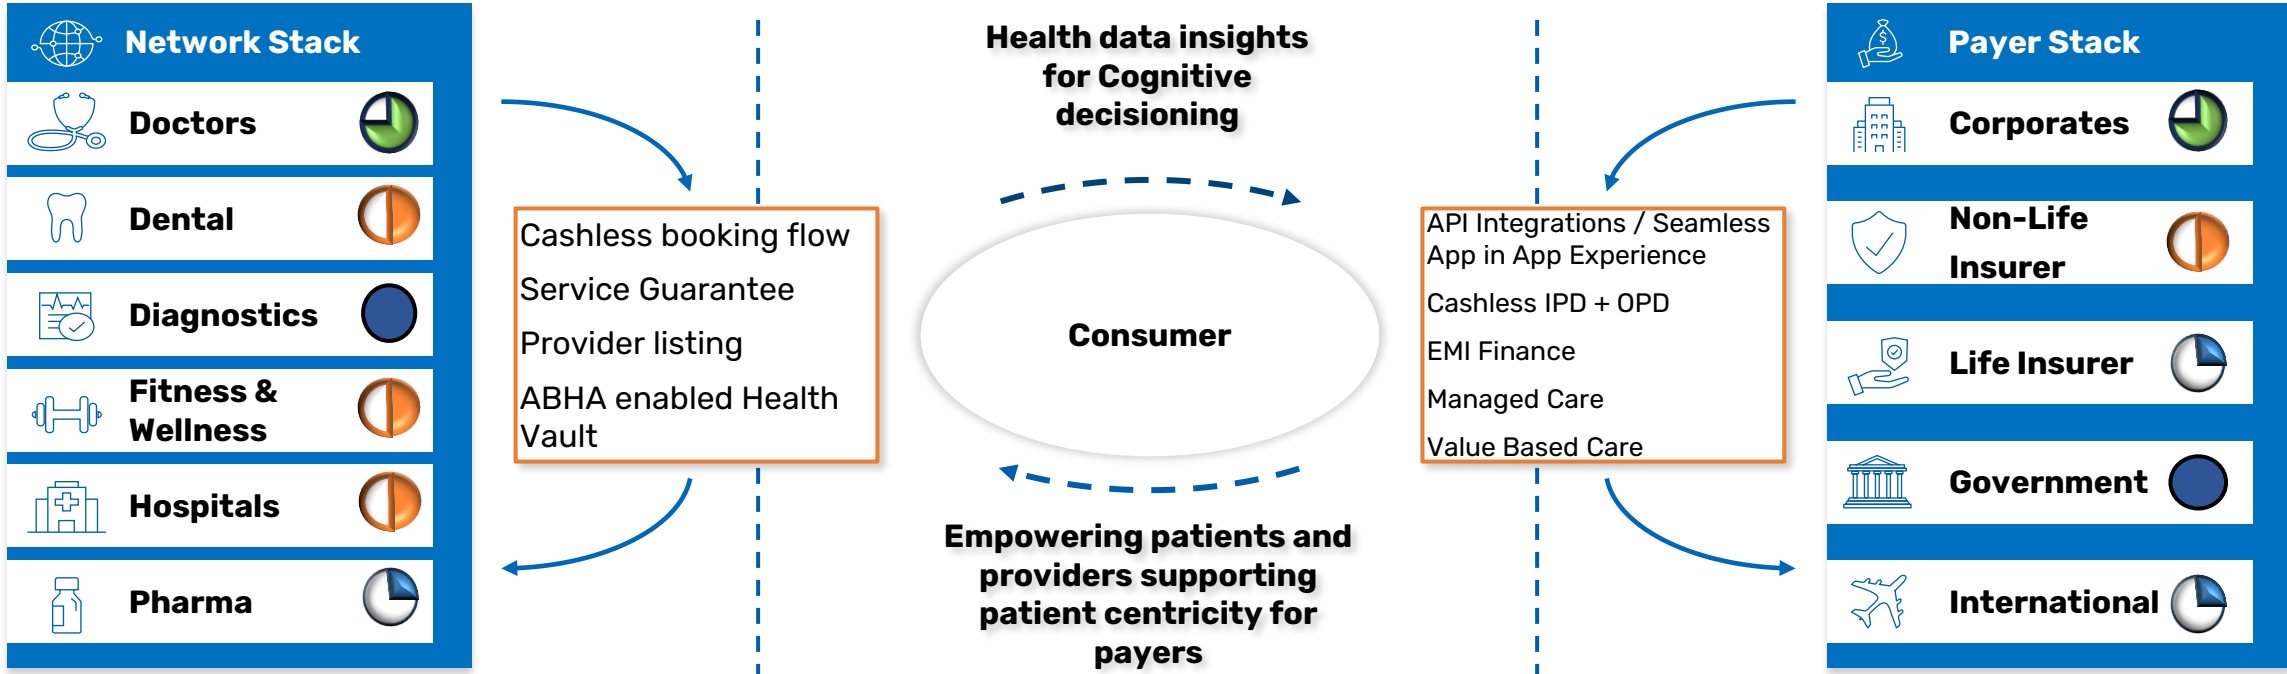 Network Stack
Doctors
Dental
Diagnostics
Fitness &
Wellness
Hospitals
Pharma
Cashless booking flow
Service Guarantee
Provider listing
ABHA enabled Health
Vault
Health data insights
for Cognitive
decisioning
Consumer
Empowering patients and
providers supporting
patient centricity for
payers
API Integrations / Seamless
App in App Experience
Cashless IPD + OPD
EMI Finance
Managed Care
Value Based Care
Payer Stack
Corporates
Non-Life
Insurer
Life Insurer
Government
International